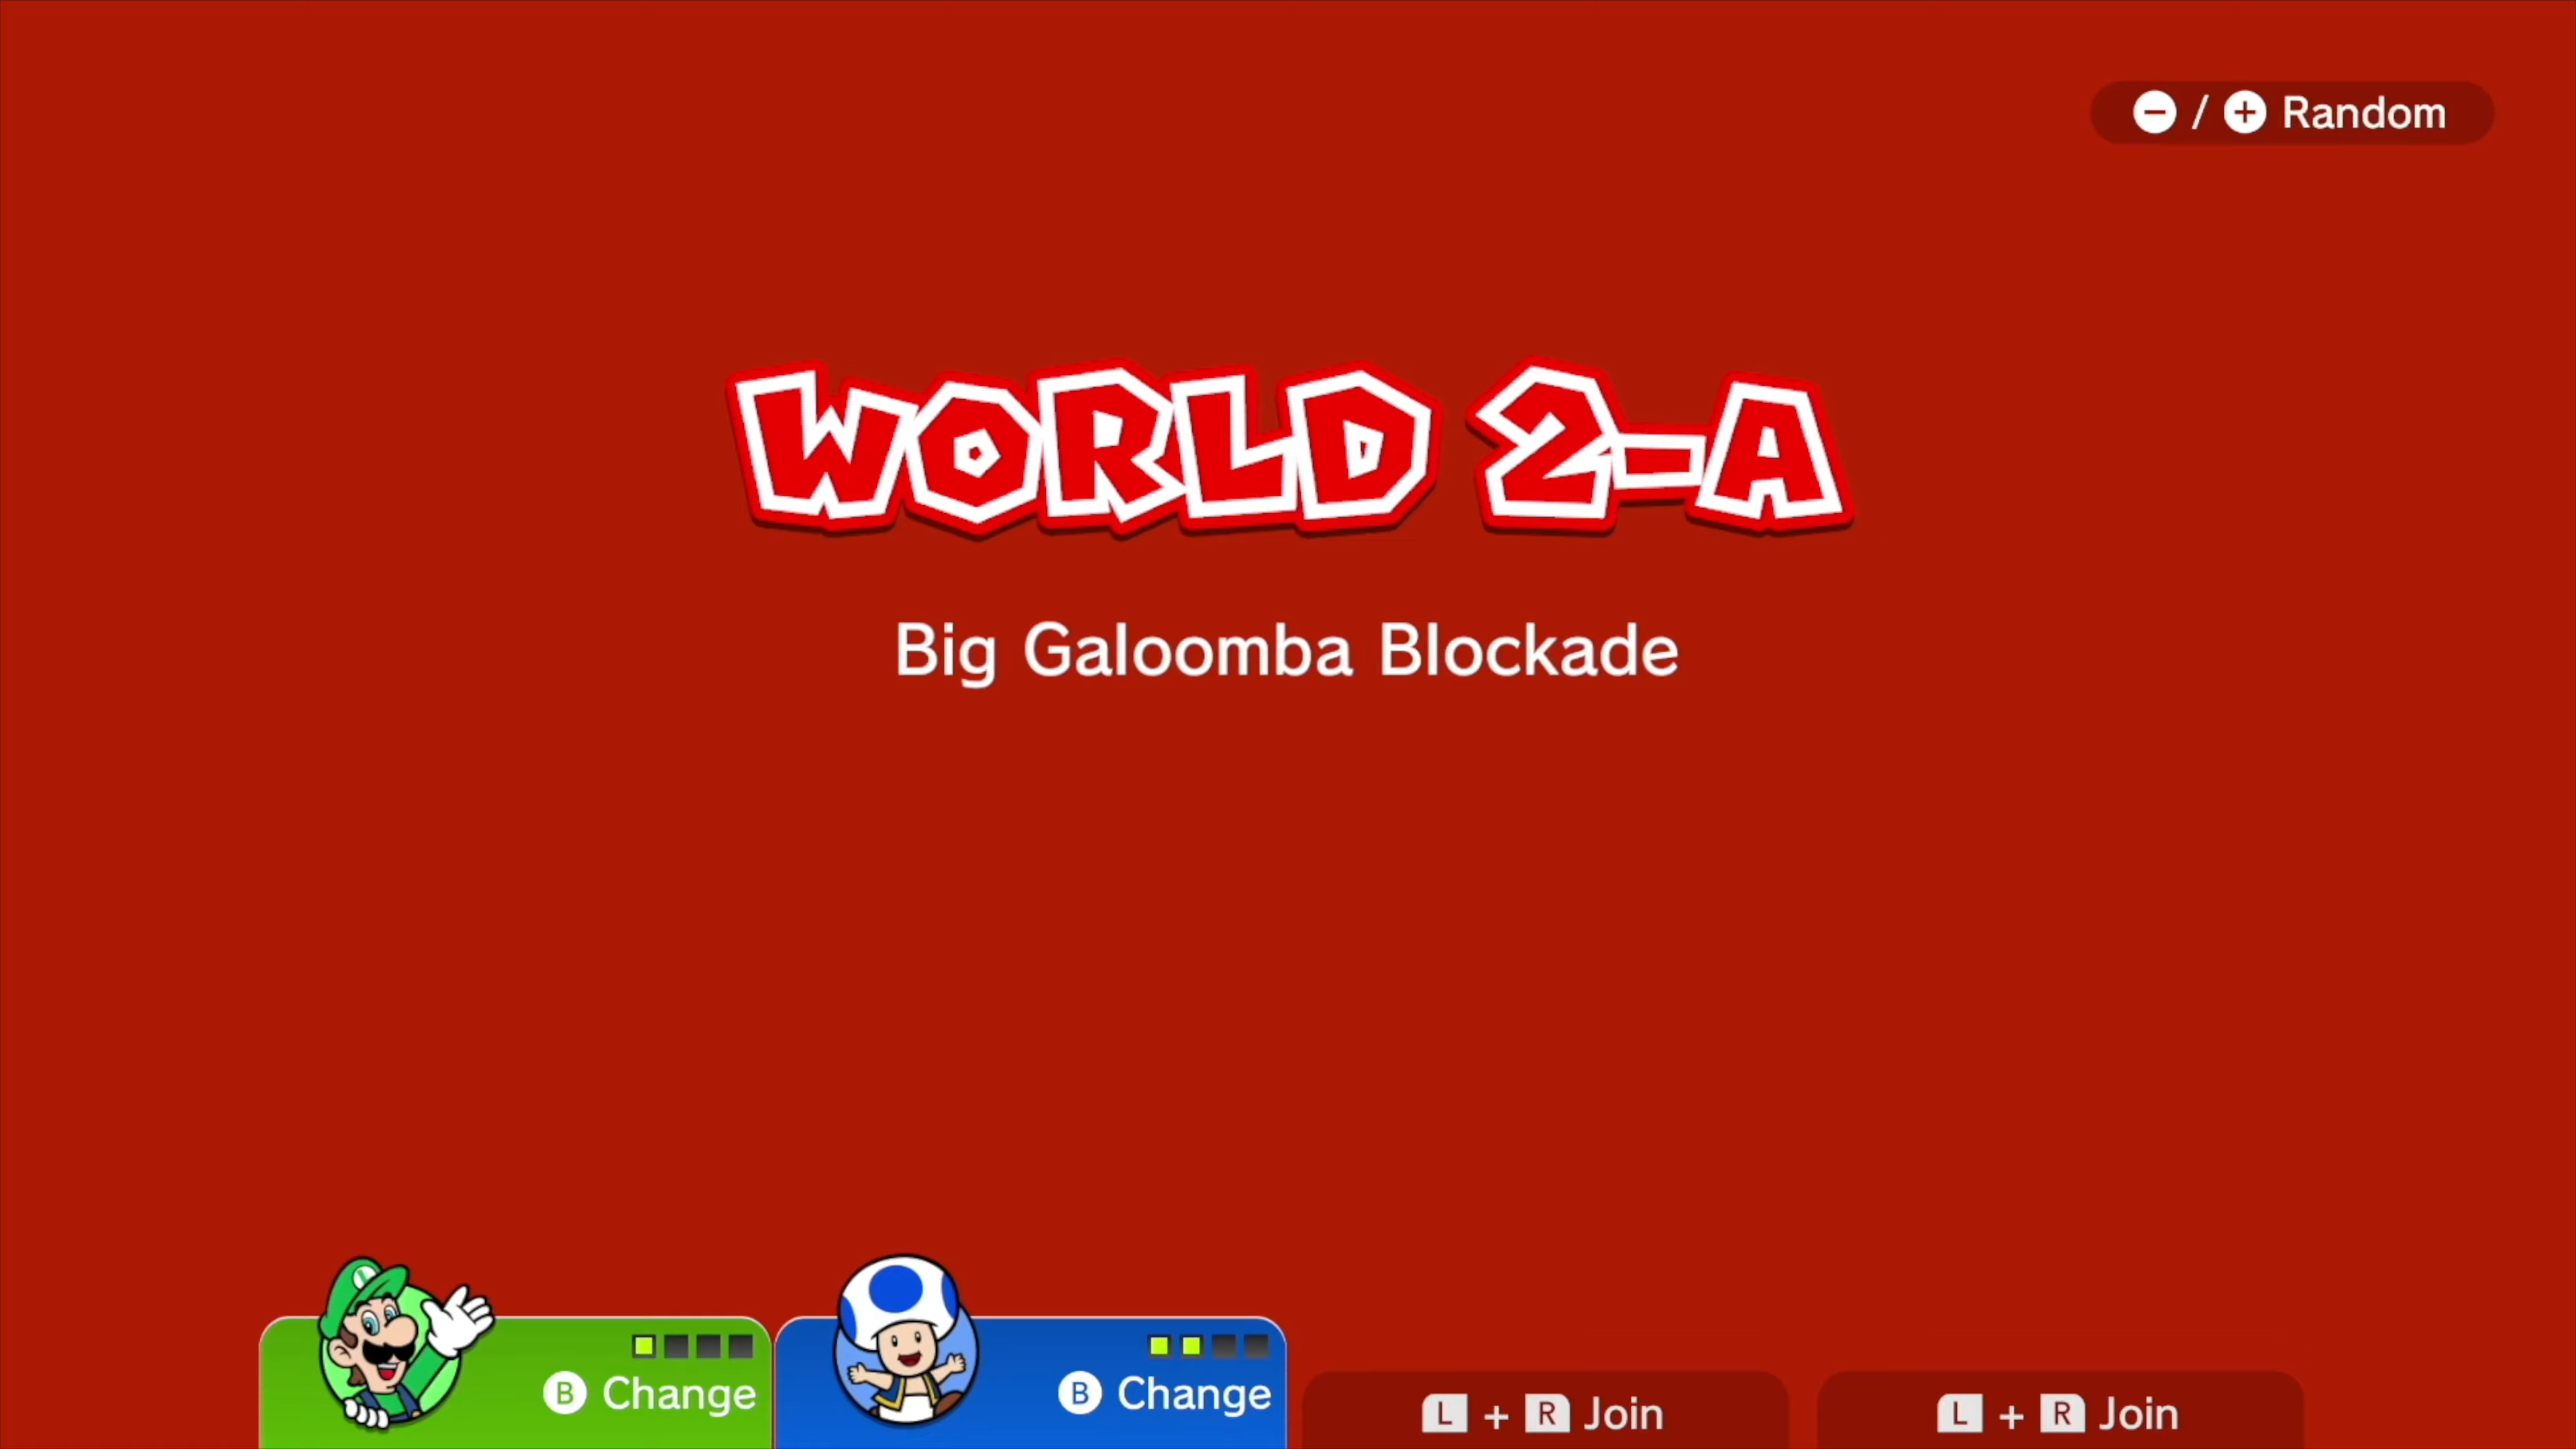 - / + Random
WORLD 2-A
Big Galoomba Blockade
B Change
B Change
L + R Join
L + R Join